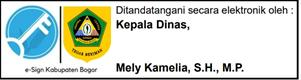 Ditandatangani secara elektronik oleh :
Kepala Dinas,
TEGAR BERIMAN
e-Sign Kabupaten Bogor
Mely Kamelia, S.H., M.P.